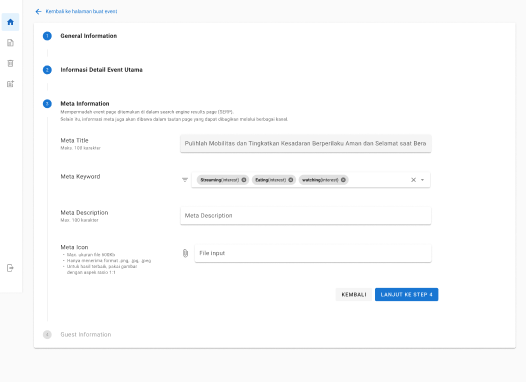 Kembali ke halaman buat event
1 General Information
Informasi Detail Event Utama
Meta Information
Mempermudah event page ditemukan di dalam search engine results page (SERP).
Selain itu, informasi meta juga akan dibawa dalam tautan page yang dapat dibagikan melalui berbagai kanal.
Meta Title
Maks. 100 karakter
Pulihlah Mobilitas dan Tingkatkan Kesadaran Berperilaku Aman dan Selamat saat Bera
Meta Keyword
Streaming(interest) Eating(interest) watching(interest)
Meta Description
Max. 100 karakter
Meta Description
Meta Icon
- Max. ukuran file 600Kb
- Hanya menerima format .png, .jpg, .jpeg
- Untuk hasil terbaik, pakai gambar
dengan aspek rasio 1:1
File input
KEMBALI LANJUT KE STEP 4
4 Guest Information